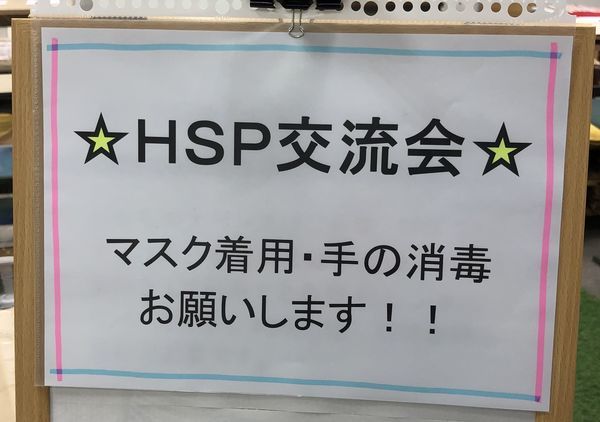 ★HSP交流会★
マスク着用・手の消毒
お願いします！！